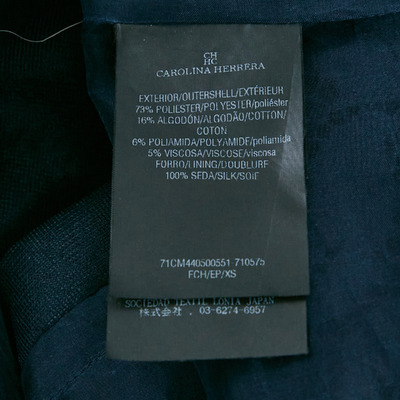 CH
HC
CAROLINA HERRERA
EXTERIOR/OUTERSHELL/EXTÉRIEUR
73% POLIESTER/POLYESTER/poliéster
16% ALGODÓN/ALGODÃO/COTTON/
COTON
6% POLIAMIDA/POLYAMIDE/poliamida
5% VISCOSA/VISCOSE/viscosa
FORRO/LINING/DOUBLURE
100% SEDA/SILK/SOIE
71CM440500551 710575
FCH/EP/XS
SOCIEDAD TEXTIL LONIA JAPAN
株式会社 . 03-6274-6957